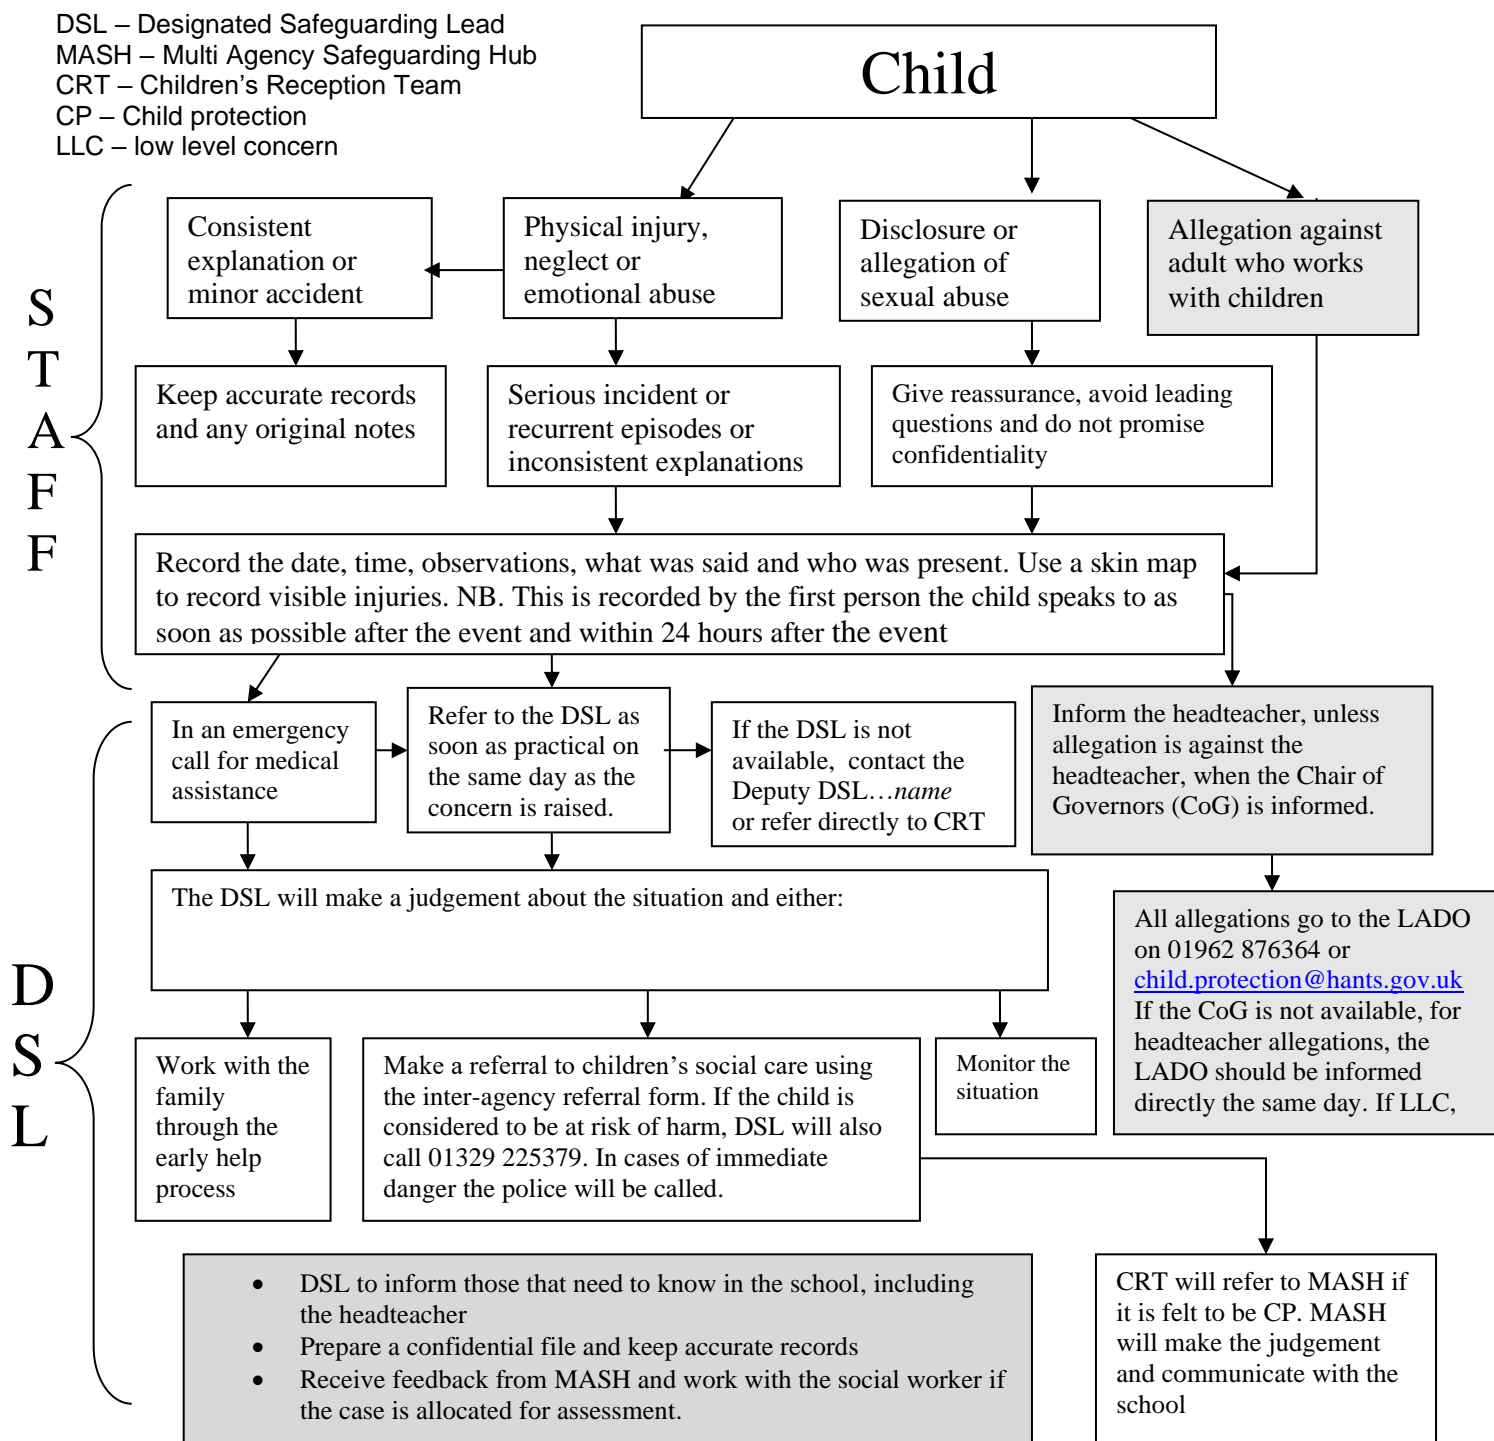 DSL – Designated Safeguarding Lead
MASH – Multi Agency Safeguarding Hub
CRT – Children's Reception Team
CP – Child protection
LLC – low level concern
Child
STAFF
Consistent
explanation or
minor accident
Physical injury,
neglect or
emotional abuse
Disclosure or
allegation of
sexual abuse
Allegation against
adult who works
with children
Keep accurate records
and any original notes
Serious incident or
recurrent episodes or
inconsistent explanations
Give reassurance, avoid leading
questions and do not promise
confidentiality
Record the date, time, observations, what was said and who was present. Use a skin map
to record visible injuries. NB. This is recorded by the first person the child speaks to as
soon as possible after the event and within 24 hours after the event
DSL
In an emergency
call for medical
assistance
Refer to the DSL as
soon as practical on
the same day as the
concern is raised.
If the DSL is not
available, contact the
Deputy DSL…name
or refer directly to CRT
Inform the headteacher, unless
allegation is against the
headteacher, when the Chair of
Governors (CoG) is informed.
The DSL will make a judgement about the situation and either:
All allegations go to the LADO
on 01962 876364 or
child.protection@hants.gov.uk
If the CoG is not available, for
headteacher allegations, the
LADO should be informed
directly the same day. If LLC,
Work with the
family
through the
early help
process
Make a referral to children's social care using
the inter-agency referral form. If the child is
considered to be at risk of harm, DSL will also
call 01329 225379. In cases of immediate
danger the police will be called.
Monitor the
situation
• DSL to inform those that need to know in the school, including
the headteacher
• Prepare a confidential file and keep accurate records
• Receive feedback from MASH and work with the social worker if
the case is allocated for assessment.
CRT will refer to MASH if
it is felt to be CP. MASH
will make the judgement
and communicate with the
school